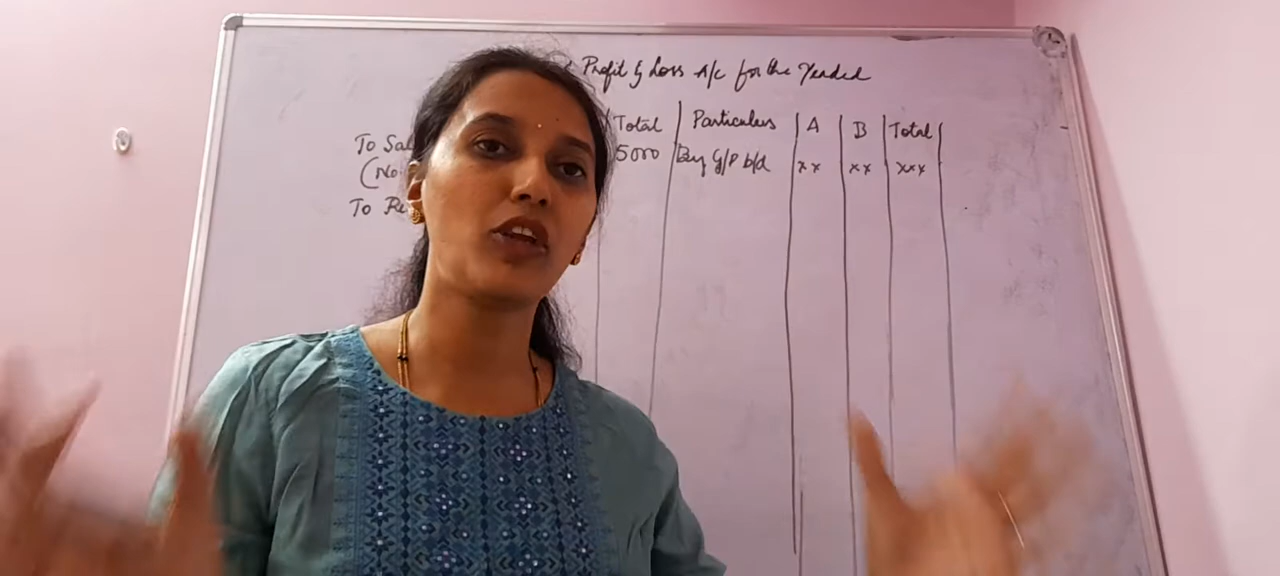 Profit & Loss A/c for the Yended
Total Particulars A B Total
To Sal 5000 By G/P b/d xx xx xxx
(No.
To Re